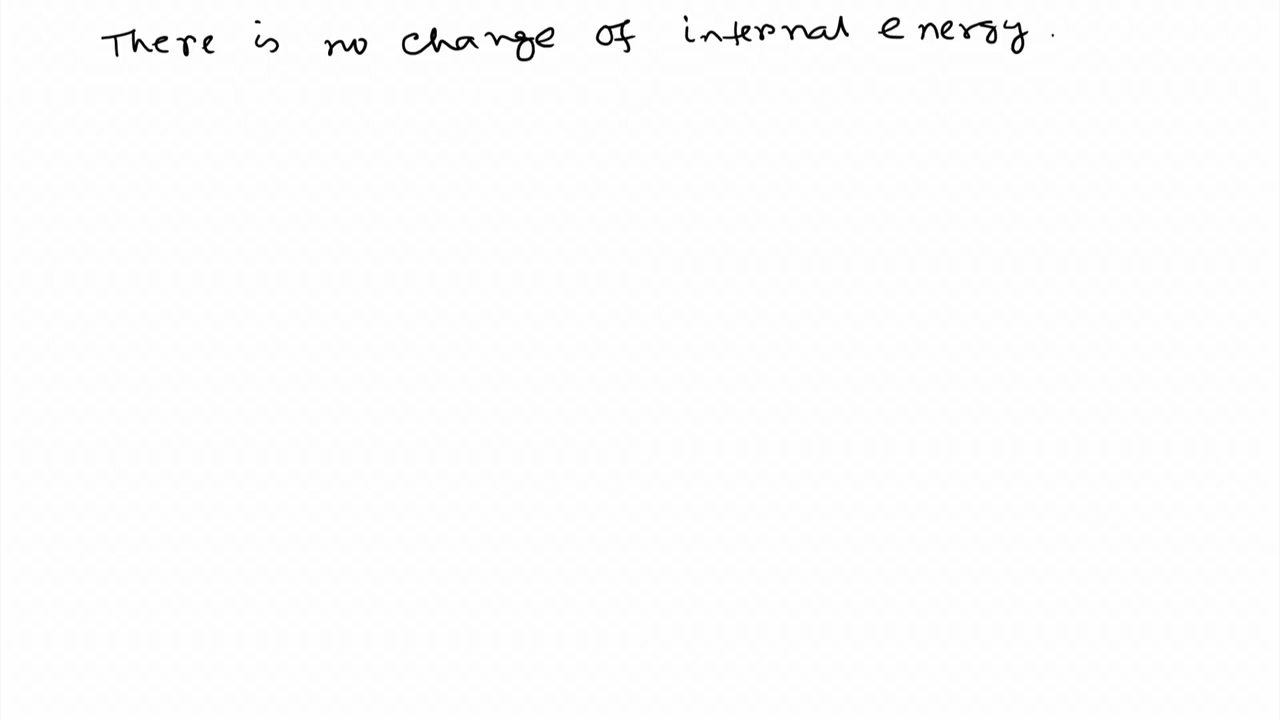 There is no change of internal energy.